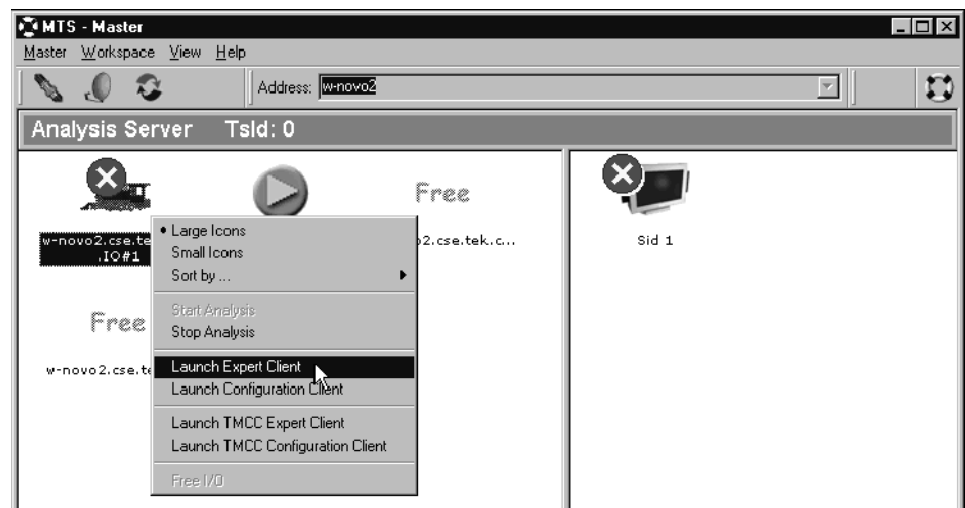 MTS - Master
Master Workspace View Help
Address: w-novo2
Analysis Server TsId: 0
Free
w-novo2.cse.te
.IO#1
o2.cse.tek.c...
Sid 1
• Large Icons
Small Icons
Sort by ...
Start Analysis
Stop Analysis
Launch Expert Client
Launch Configuration Client
Launch TMCC Expert Client
Launch TMCC Configuration Client
Free I/O
Free
w-novo2.cse.te